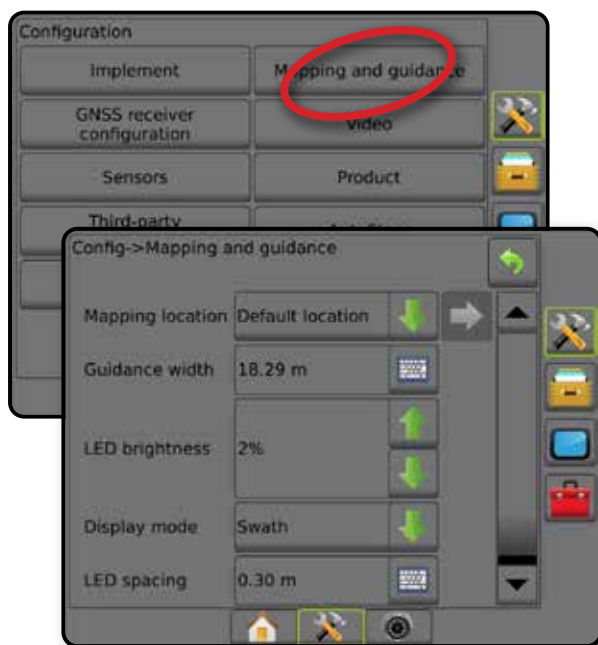 Configuration
Implement
Mapping and guidance
GNSS receiver
configuration
Video
Sensors
Product
Third-party
Config->Mapping and guidance
Mapping location
Default location
Guidance width
18.29 m
LED brightness
2%
Display mode
Swath
LED spacing
0.30 m